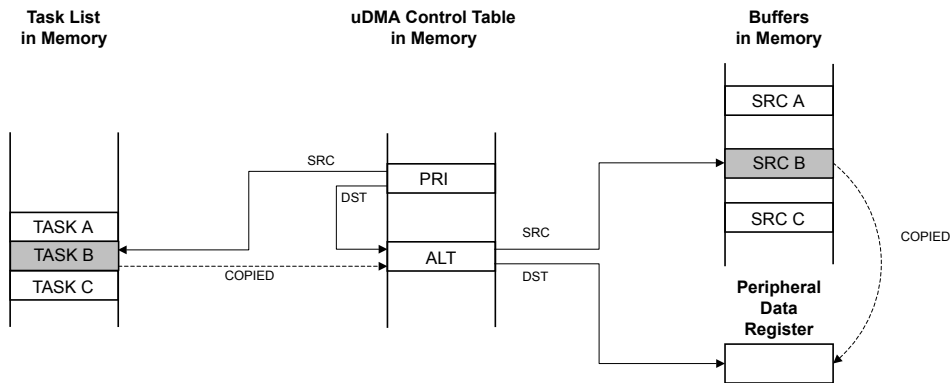 Task List
in Memory
uDMA Control Table
in Memory
Buffers
in Memory
SRC A
SRC
PRI
SRC B
DST
TASK A
SRC C
SRC
TASK B
ALT
COPIED
COPIED
DST
TASK C
Peripheral
Data
Register